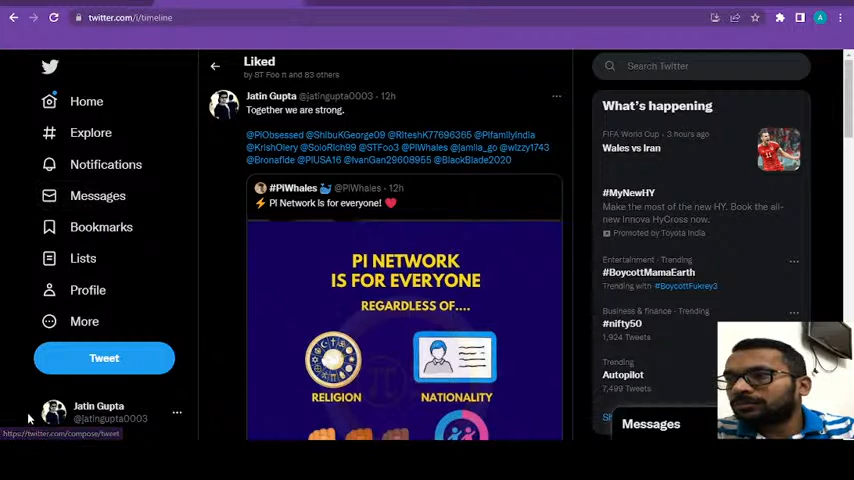 twitter.com/i/timeline
A
Home
Explore
Notifications
Messages
Bookmarks
Lists
Profile
More
Tweet
Jatin Gupta
@jatingupta0003
https://twitter.com/compose/tweet
Liked
by ST Foo π and 83 others
Jatin Gupta @jatingupta0003 · 12h
Together we are strong.
@PiObsessed @ShibuKGeorge09 @RiteshK77696365 @PifamilyIndia
@KrishOlery @SoloRich99 @STFoo3 @PiWhales @jamila_go @wizzy1743
@Bronafide @PiUSA16 @IvanGan29608955 @BlackBlade2020
#PiWhales @PiWhales · 12h
Pi Network is for everyone!
PI NETWORK
IS FOR EVERYONE
REGARDLESS OF....
RELIGION
NATIONALITY
Search Twitter
What's happening
FIFA World Cup · 3 hours ago
Wales vs Iran
#MyNewHY
Make the most of the new HY. Book the all-
new Innova HyCross now.
Promoted by Toyota India
Entertainment · Trending
#BoycottMamaEarth
Trending with #BoycottFukrey3
Business & finance · Trending
#nifty50
1,924 Tweets
Trending
Autopilot
7,499 Tweets
Messages